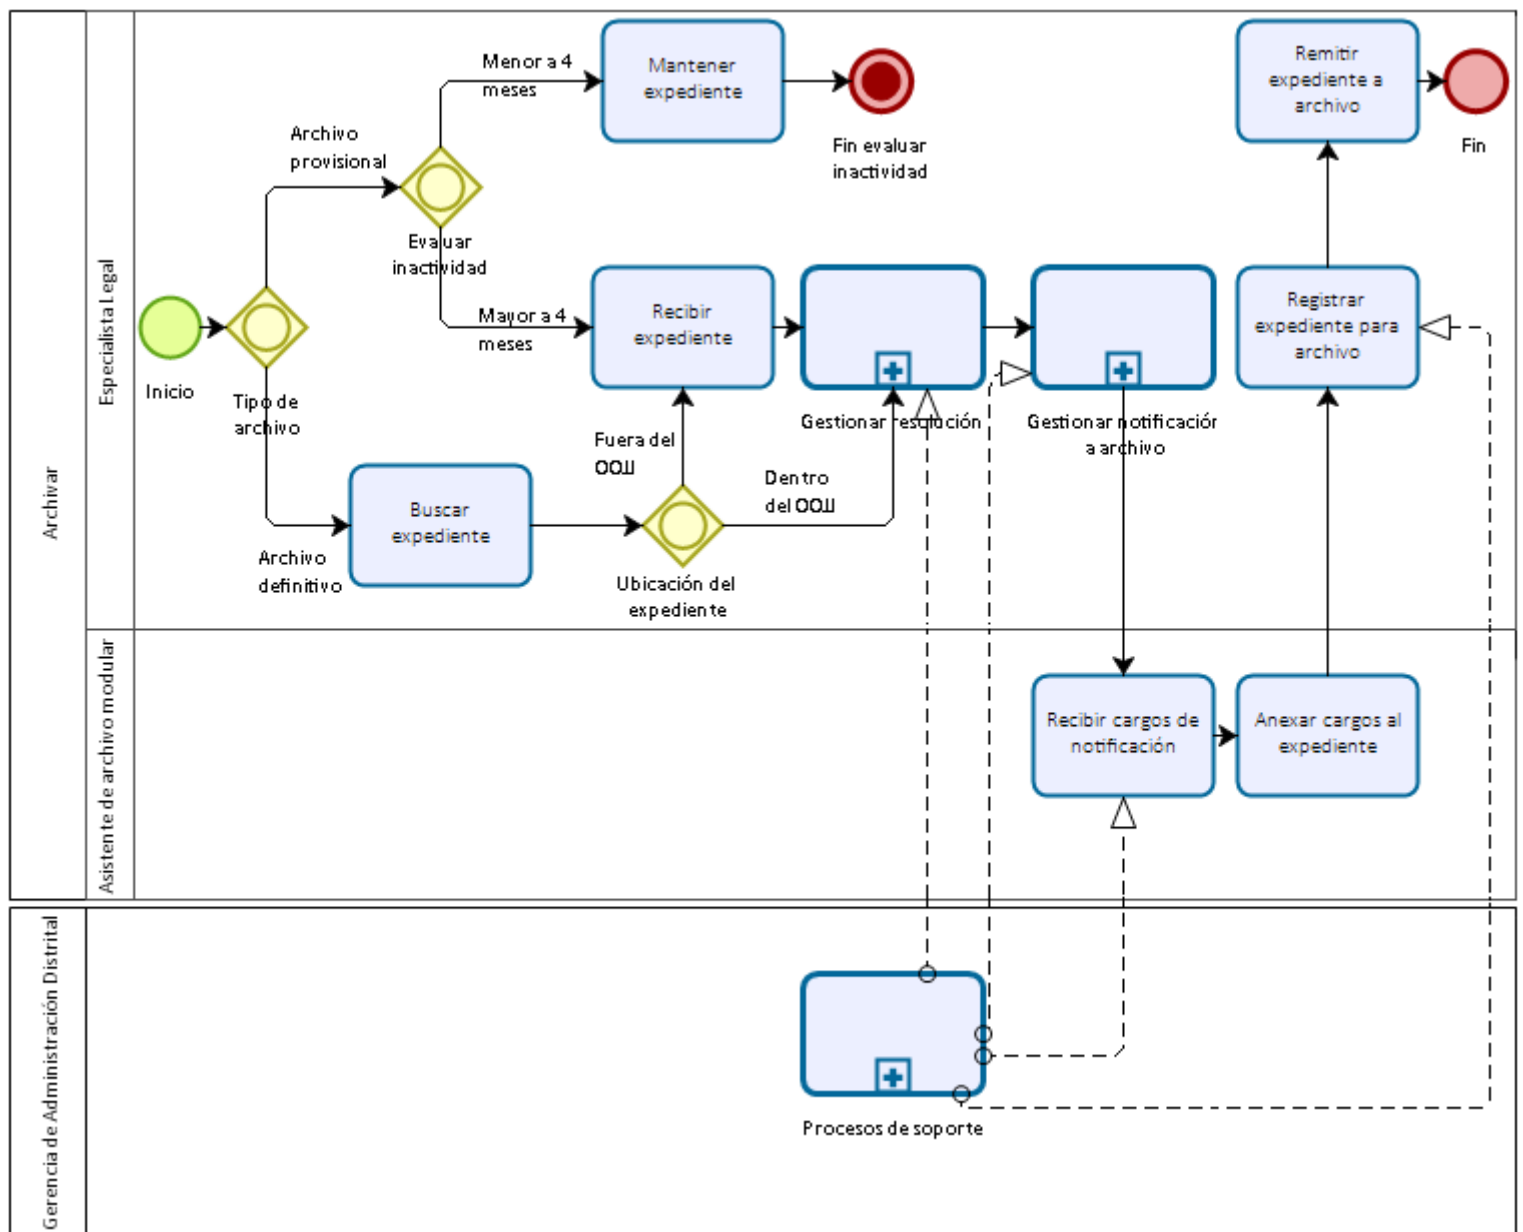 Archivar
Especialista Legal
Asistente de archivo modular
Gerencia de Administración Distrital
Inicio
Tipo de
archivo
Archivo
provisional
Evaluar
inactividad
Menor a 4
meses
Mantener
expediente
Fin evaluar
inactividad
Mayor a 4
meses
Recibir
expediente
Archivo
definitivo
Buscar
expediente
Ubicación del
expediente
Fuera del
OOJJ
Dentro
del OOJJ
Gestionar resolución
Gestionar notificación
a archivo
Recibir cargos de
notificación
Anexar cargos al
expediente
Registrar
expediente para
archivo
Remitir
expediente a
archivo
Fin
Procesos de soporte